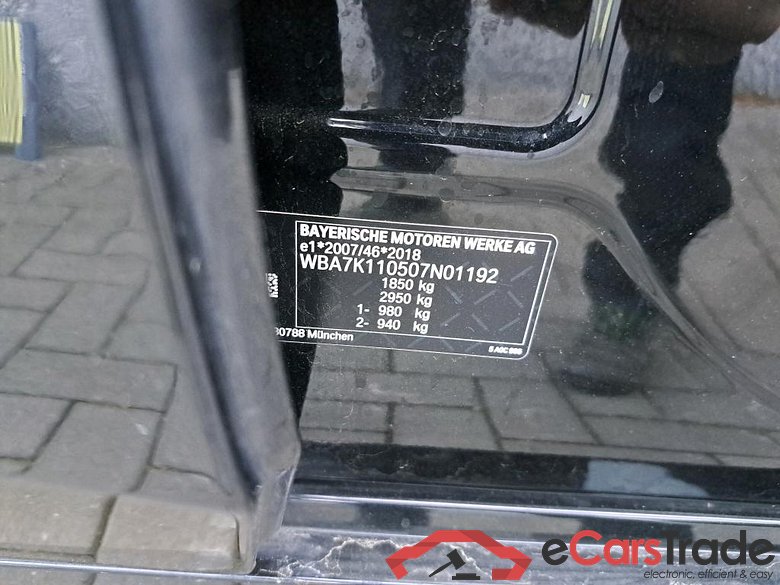 BAYERISCHE MOTOREN WERKE AG
e1*2007/46*2018
WBA7K110507N01192
1850 kg
2950 kg
1- 980 kg
2- 940 kg
80788 München
eCarsTrade
electronic, efficient & easy